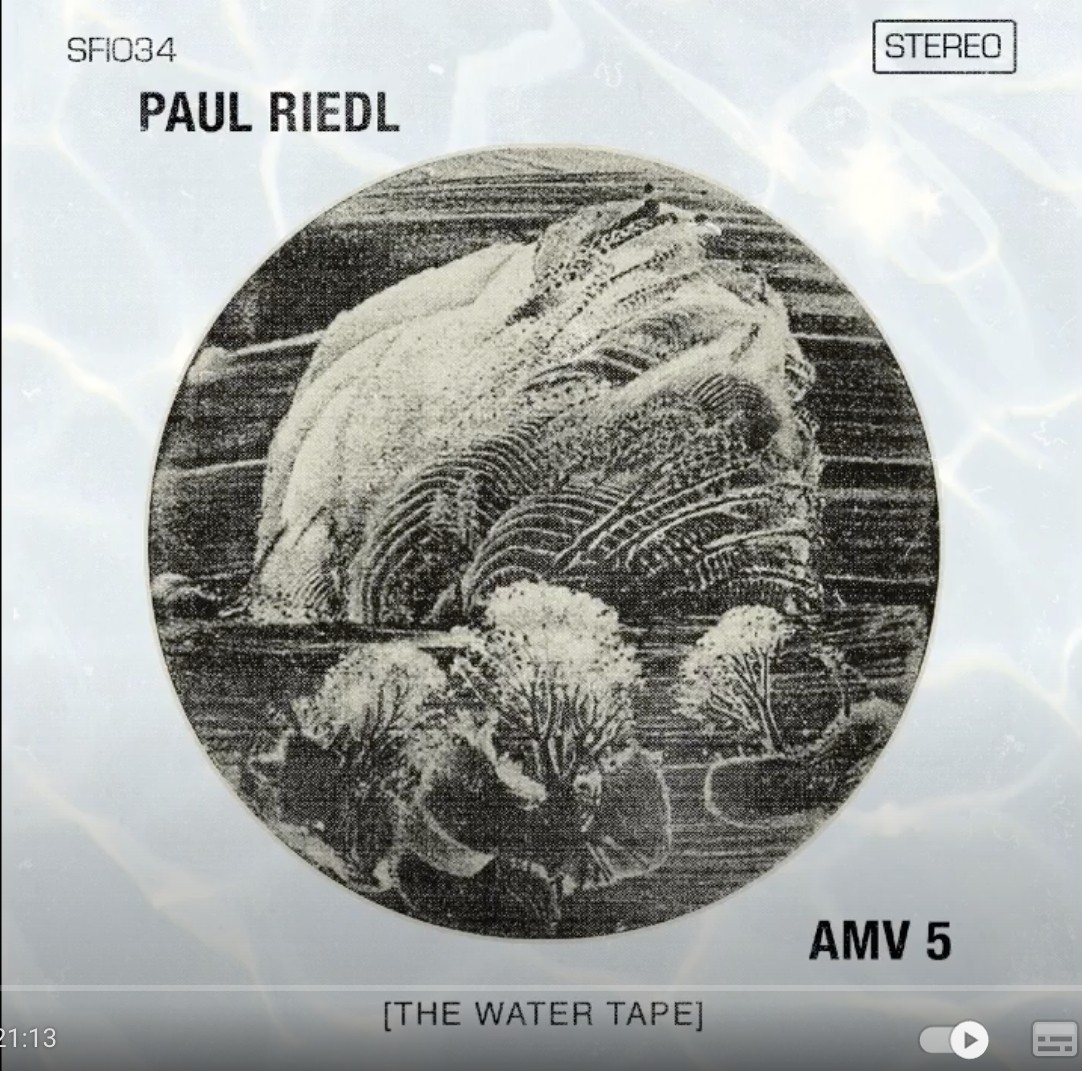 SFI034
STEREO
PAUL RIEDL
AMV 5
[THE WATER TAPE]
21:13